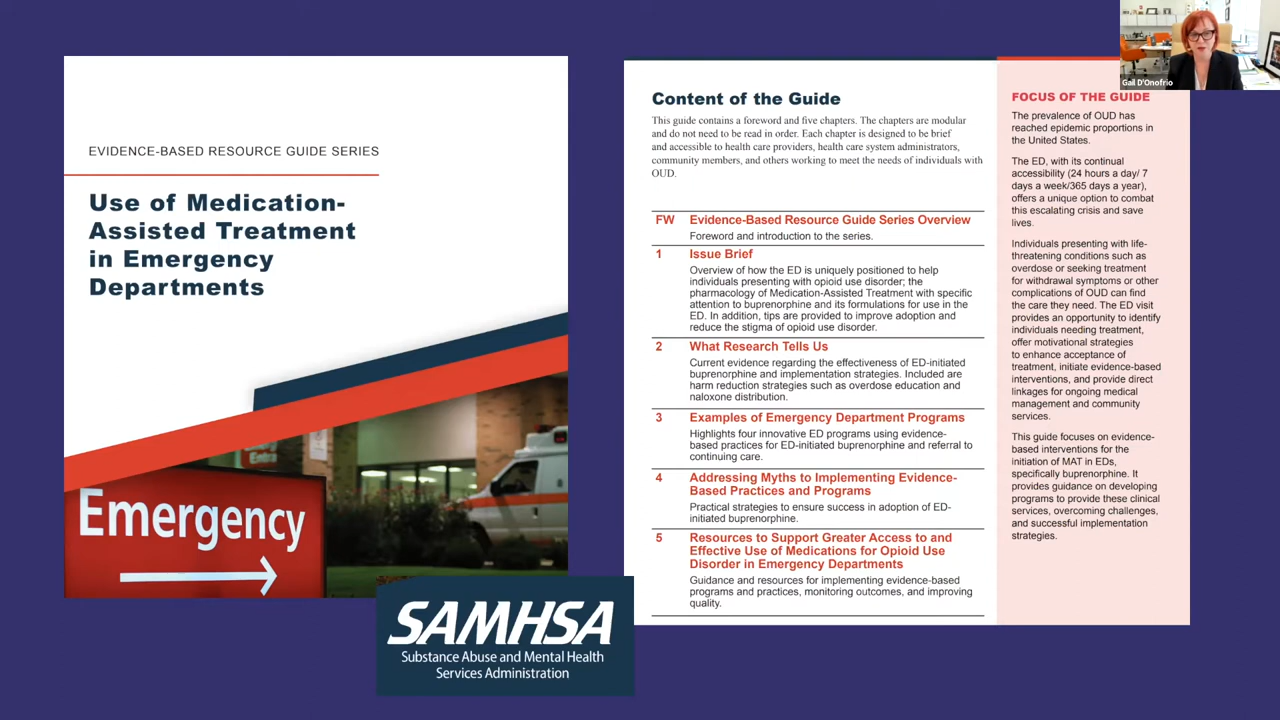 EVIDENCE-BASED RESOURCE GUIDE SERIES
Use of Medication-
Assisted Treatment
in Emergency
Departments
Emergency
SAMHSA
Substance Abuse and Mental Health
Services Administration
Content of the Guide
This guide contains a foreword and five chapters. The chapters are modular
and do not need to be read in order. Each chapter is designed to be brief
and accessible to health care providers, health care system administrators,
community members, and others working to meet the needs of individuals with
OUD.
FW Evidence-Based Resource Guide Series Overview
Foreword and introduction to the series.
1 Issue Brief
Overview of how the ED is uniquely positioned to help
individuals presenting with opioid use disorder; the
pharmacology of Medication-Assisted Treatment with specific
attention to buprenorphine and its formulations for use in the
ED. In addition, tips are provided to improve adoption and
reduce the stigma of opioid use disorder.
2 What Research Tells Us
Current evidence regarding the effectiveness of ED-initiated
buprenorphine and implementation strategies. Included are
harm reduction strategies such as overdose education and
naloxone distribution.
3 Examples of Emergency Department Programs
Highlights four innovative ED programs using evidence-
based practices for ED-initiated buprenorphine and referral to
continuing care.
4 Addressing Myths to Implementing Evidence-
Based Practices and Programs
Practical strategies to ensure success in adoption of ED-
initiated buprenorphine.
5 Resources to Support Greater Access to and
Effective Use of Medications for Opioid Use
Disorder in Emergency Departments
Guidance and resources for implementing evidence-based
programs and practices, monitoring outcomes, and improving
quality.
Gail D'Onofrio
FOCUS OF THE GUIDE
The prevalence of OUD has
reached epidemic proportions in
the United States.
The ED, with its continual
accessibility (24 hours a day/ 7
days a week/365 days a year),
offers a unique option to combat
this escalating crisis and save
lives.
Individuals presenting with life-
threatening conditions such as
overdose or seeking treatment
for withdrawal symptoms or other
complications of OUD can find
the care they need. The ED visit
provides an opportunity to identify
individuals needing treatment,
offer motivational strategies
to enhance acceptance of
treatment, initiate evidence-based
interventions, and provide direct
linkages for ongoing medical
management and community
services.
This guide focuses on evidence-
based interventions for the
initiation of MAT in EDs,
specifically buprenorphine. It
provides guidance on developing
programs to provide these clinical
services, overcoming challenges,
and successful implementation
strategies.